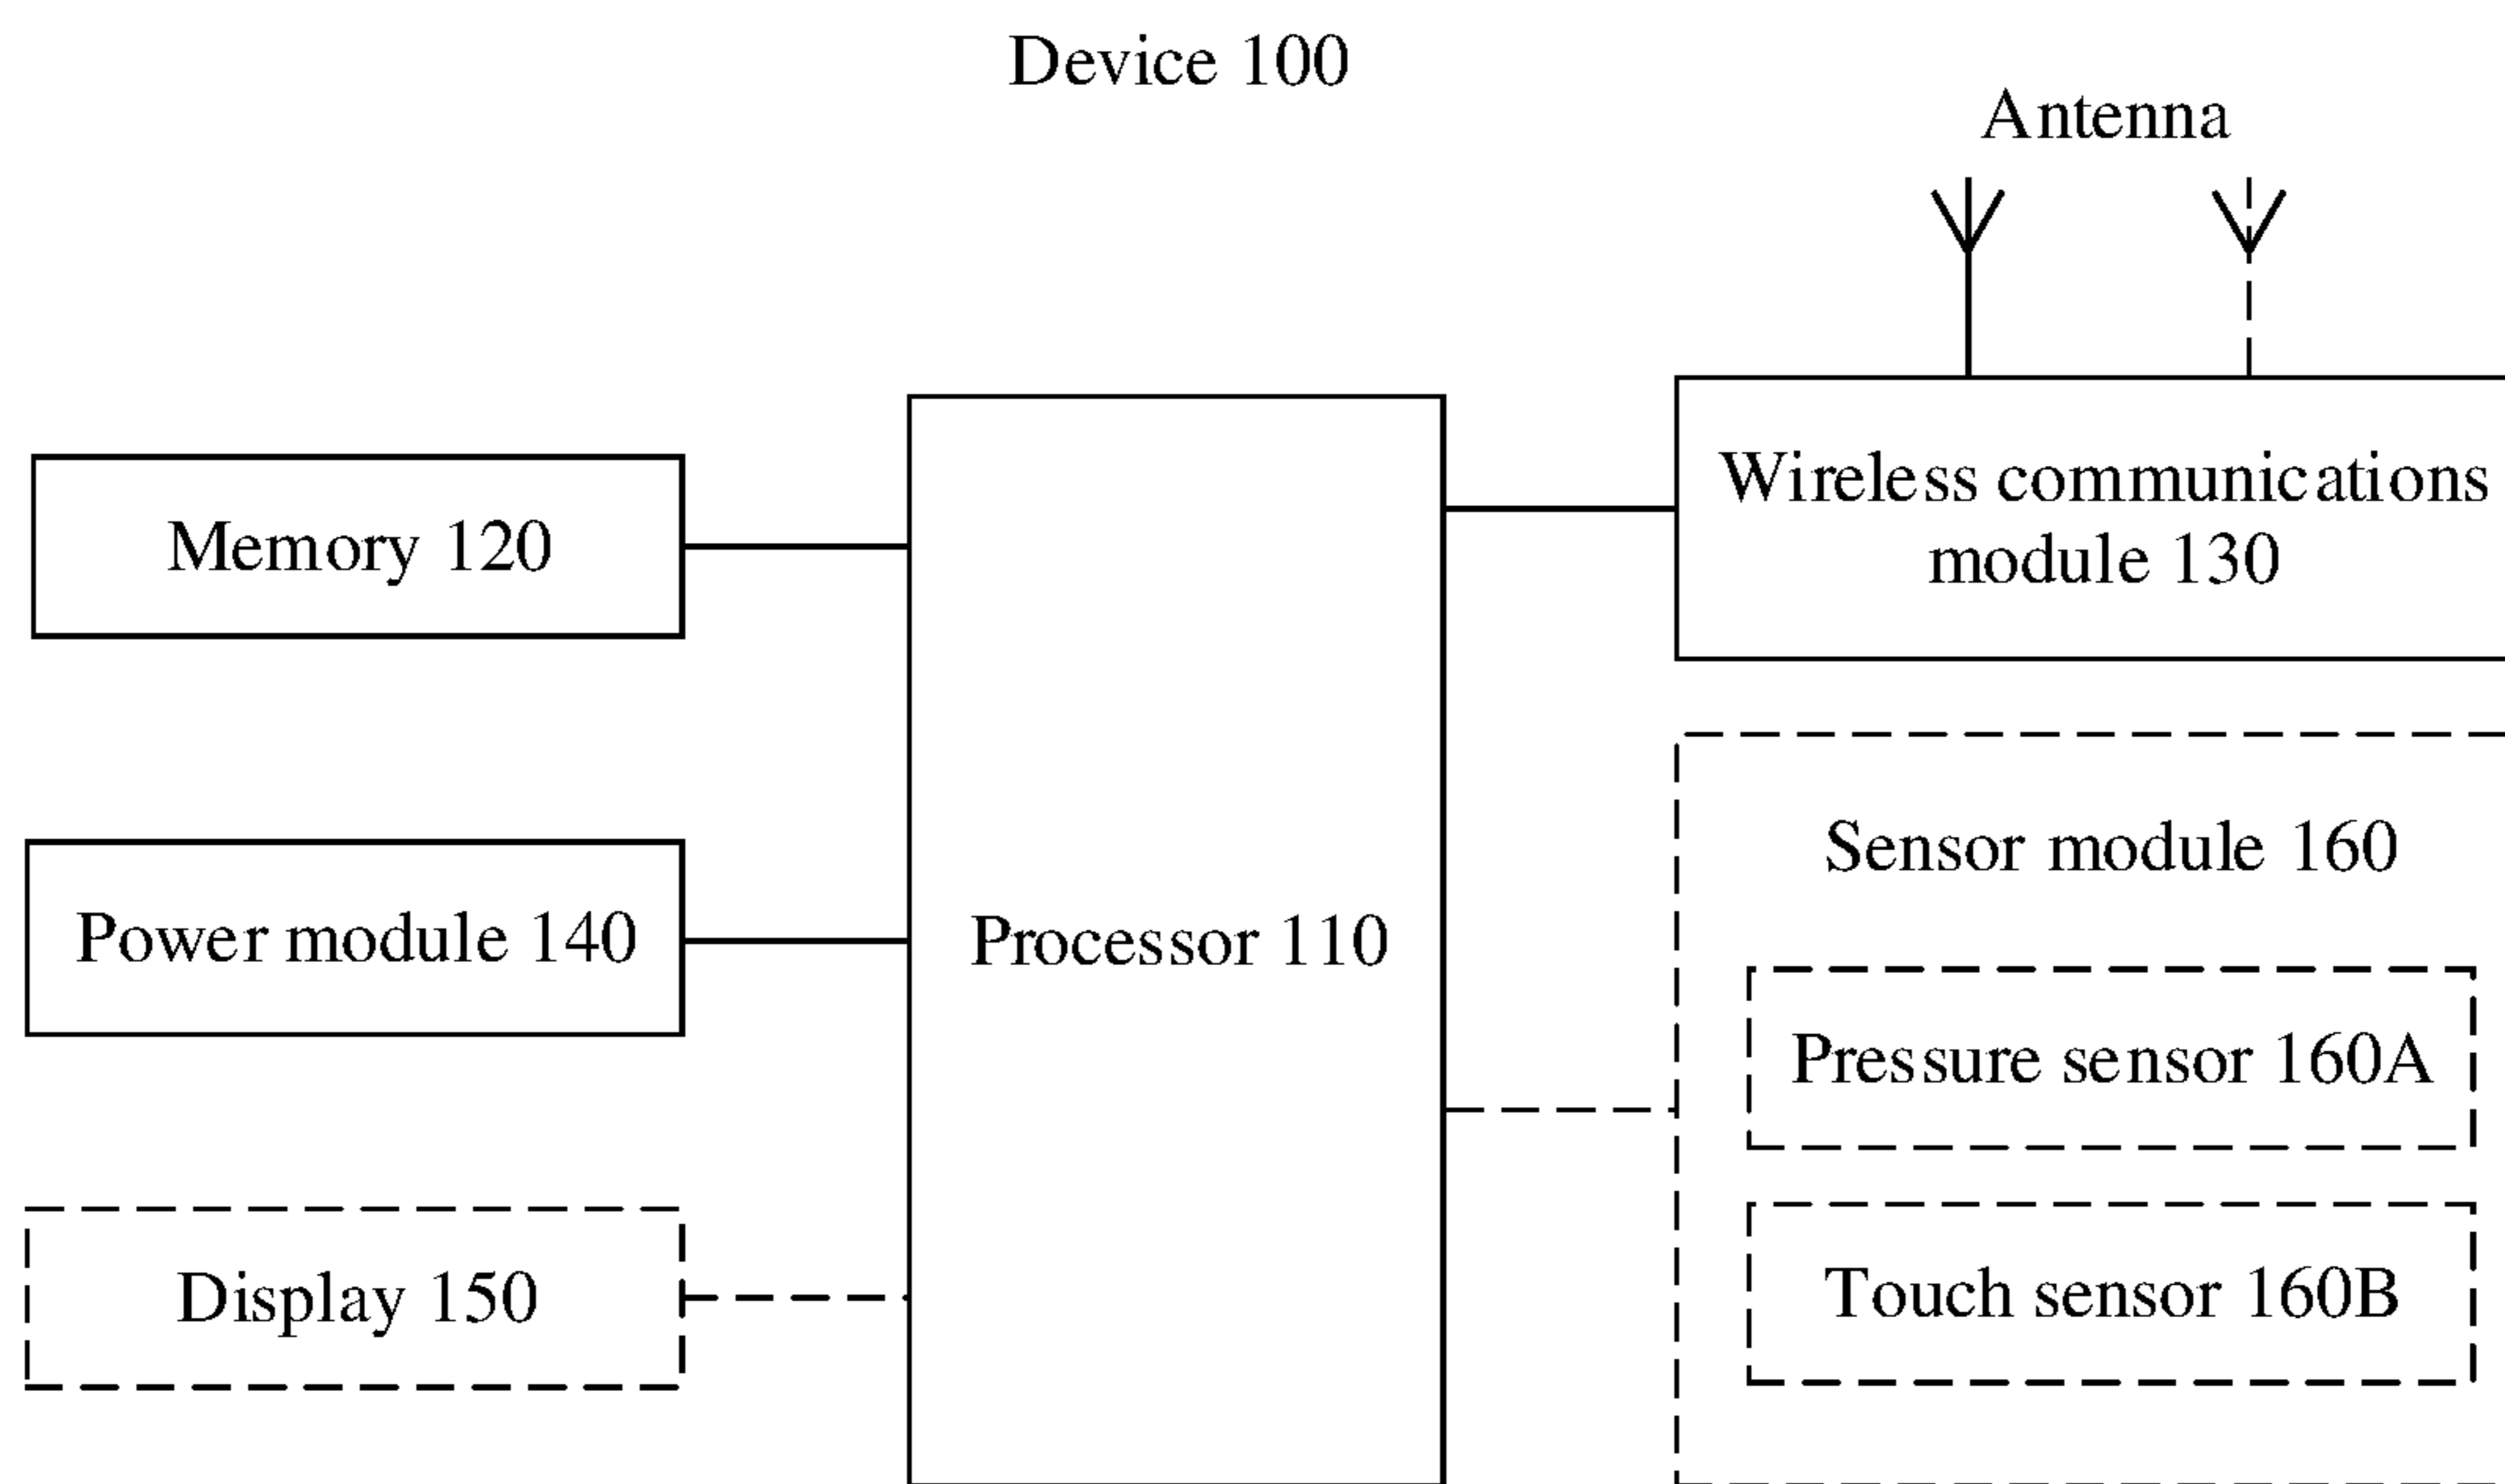 Device 100
Antenna
Memory 120
Wireless communications
module 130
Power module 140
Processor 110
Display 150
Sensor module 160
Pressure sensor 160A
Touch sensor 160B